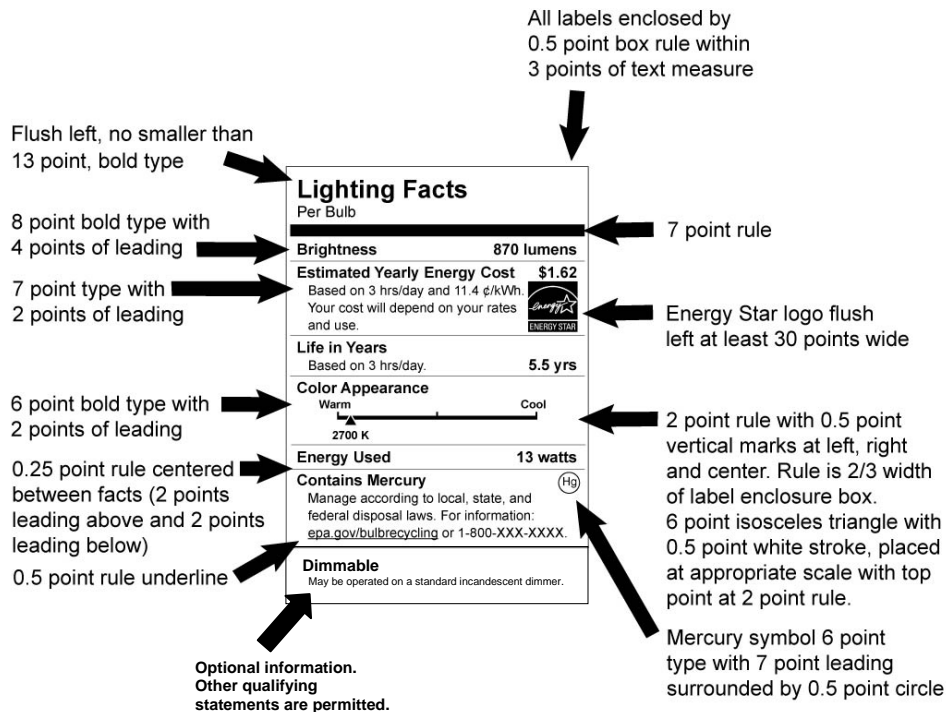 All labels enclosed by
0.5 point box rule within
3 points of text measure
Flush left, no smaller than
13 point, bold type
8 point bold type with
4 points of leading
7 point type with
2 points of leading
6 point bold type with
2 points of leading
0.25 point rule centered
between facts (2 points
leading above and 2 points
leading below)
0.5 point rule underline
Lighting Facts
Per Bulb
Brightness 870 lumens
Estimated Yearly Energy Cost $1.62
Based on 3 hrs/day and 11.4 ¢/kWh.
Your cost will depend on your rates
and use.
energy
ENERGY STAR
Life in Years
Based on 3 hrs/day. 5.5 yrs
Color Appearance
Warm Cool
2700 K
Energy Used 13 watts
Contains Mercury Hg
Manage according to local, state, and
federal disposal laws. For information:
epa.gov/bulbrecycling or 1-800-XXX-XXXX.
Dimmable
May be operated on a standard incandescent dimmer.
7 point rule
Energy Star logo flush
left at least 30 points wide
2 point rule with 0.5 point
vertical marks at left, right
and center. Rule is 2/3 width
of label enclosure box.
6 point isosceles triangle with
0.5 point white stroke, placed
at appropriate scale with top
point at 2 point rule.
Mercury symbol 6 point
type with 7 point leading
surrounded by 0.5 point circle
Optional information.
Other qualifying
statements are permitted.